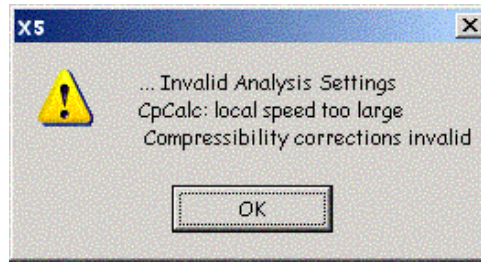 X5
... Invalid Analysis Settings
CpCalc: local speed too large
Compressibility corrections invalid
OK